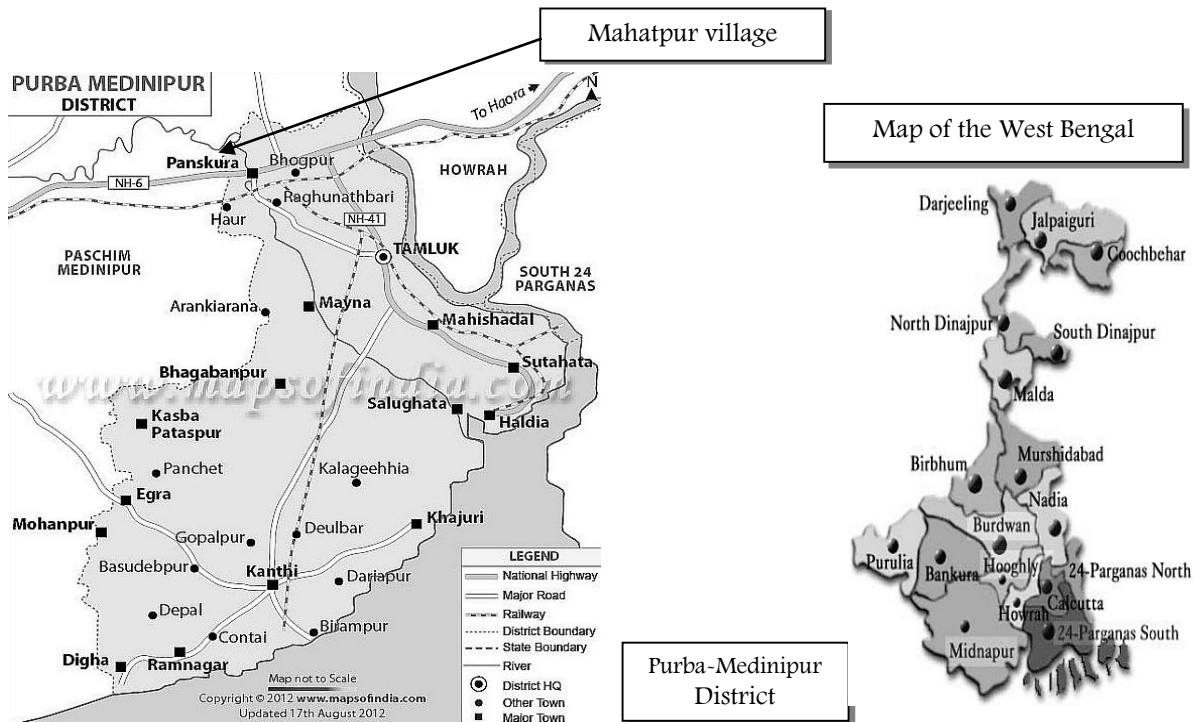 Mahatpur village
PURBA MEDINIPUR
DISTRICT
To Haora
N
Panskura
Bhogpur
HOWRAH
NH-6
Raghunathbari
Haur
NH-41
TAMLUK
PASCHIM
MEDINIPUR
SOUTH 24
PARGANAS
Arankiarana
Mayna
Mahishadal
Sutahata
Bhagabanpur
www.mapsofindia.com
Salughata
Haldia
Kasba
Pataspur
Panchet
Kalageehhia
Egra
Khajuri
Mohanpur
Deulbar
Gopalpur
Basudebpur
Kanthi
Dariapur
Depal
Birampur
Contai
Digha
Ramnagar
LEGEND
National Highway
Major Road
Railway
District Boundary
State Boundary
River
District HQ
Other Town
Major Town
Map not to Scale
Copyright © 2012 www.mapsofindia.com
Updated 17th August 2012
Purba-Medinipur
District
Map of the West Bengal
Darjeeling
Jalpaiguri
Coochbehar
North Dinajpur
South Dinajpur
Malda
Birbhum
Murshidabad
Nadia
Burdwan
Purulia
Bankura
Hooghly
24-Parganas North
Howrah
Calcutta
24-Parganas South
Midnapur